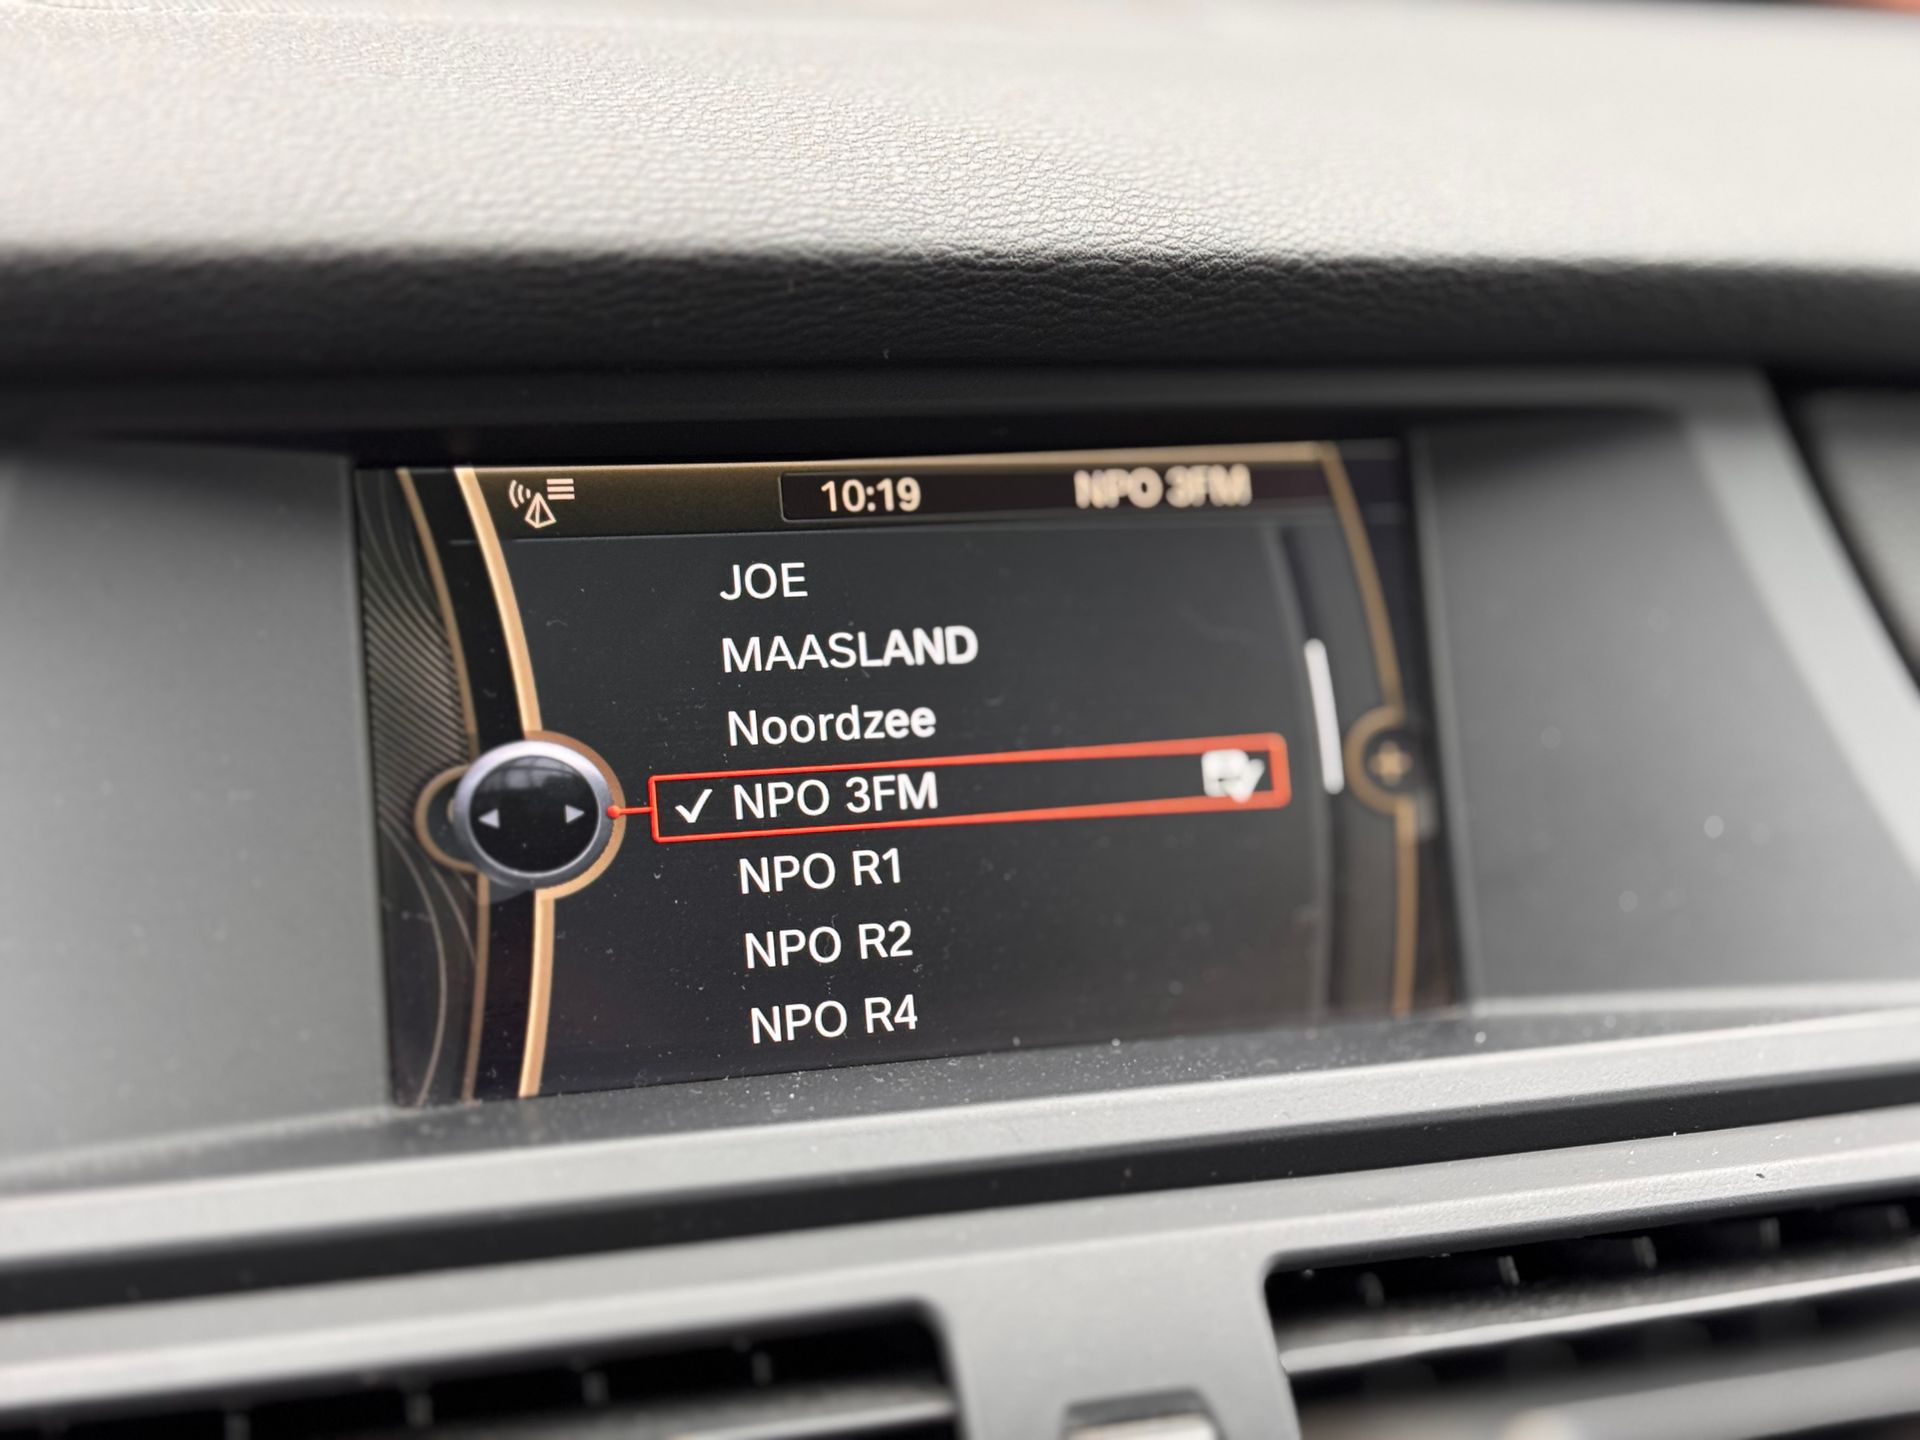 10:19 NPO 3FM
JOE
MAASLAND
Noordzee
NPO 3FM
NPO R1
NPO R2
NPO R4